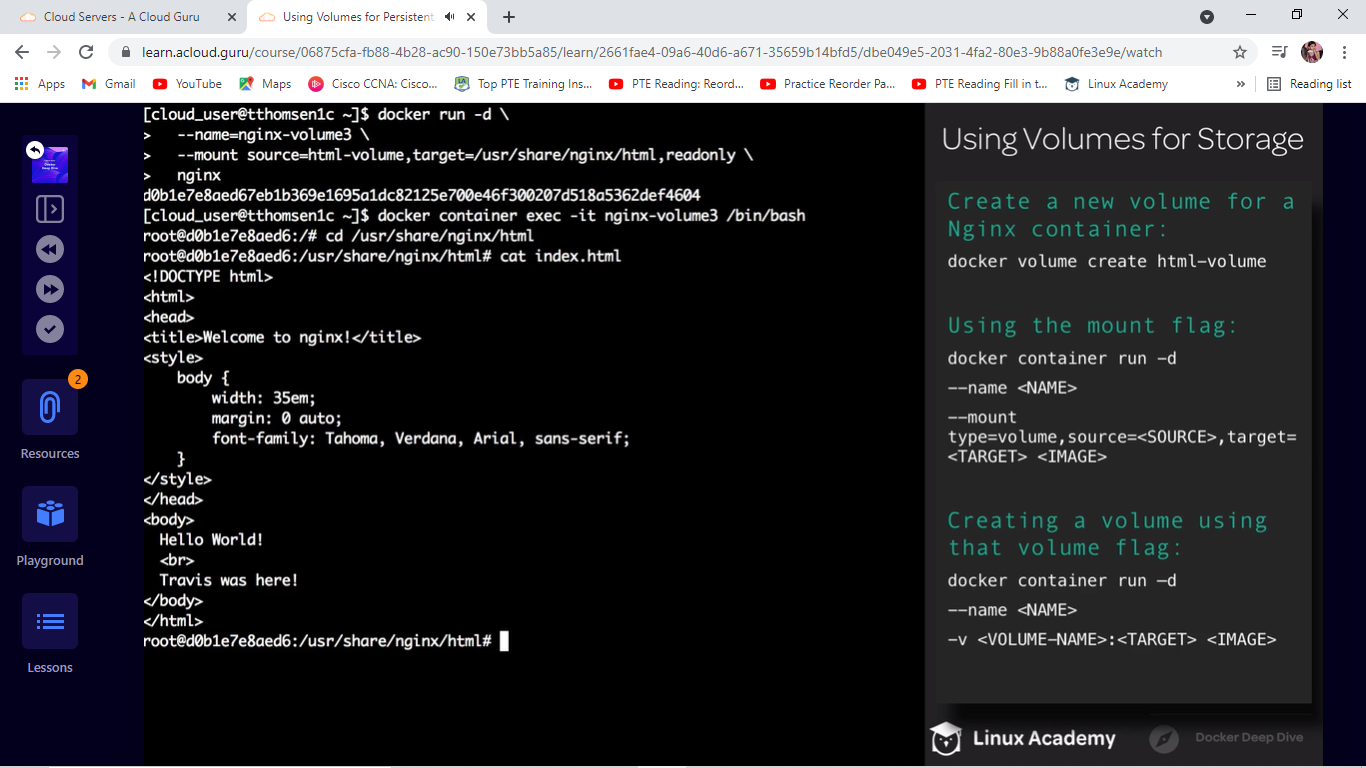 Cloud Servers - A Cloud Guru
Using Volumes for Persistent
learn.acloud.guru/course/06875cfa-fb88-4b28-ac90-150e73bb5a85/learn/2661fae4-09a6-40d6-a671-35659b14bfd5/dbe049e5-2031-4fa2-80e3-9b88a0fe3e9e/watch
Apps
Gmail
YouTube
Maps
Cisco CCNA: Cisco...
Top PTE Training Ins...
PTE Reading: Reord...
Practice Reorder Pa...
PTE Reading Fill in t...
Linux Academy
»
Reading list
2
Resources
Playground
Lessons
[cloud_user@tthomsen1c ~]$ docker run -d \
>   --name=nginx-volume3 \
>   --mount source=html-volume,target=/usr/share/nginx/html,readonly \
>   nginx
d0b1e7e8aed67eb1b369e1695a1dc82125e700e46f300207d518a5362def4604
[cloud_user@tthomsen1c ~]$ docker container exec -it nginx-volume3 /bin/bash
root@d0b1e7e8aed6:/# cd /usr/share/nginx/html
root@d0b1e7e8aed6:/usr/share/nginx/html# cat index.html
<!DOCTYPE html>
<html>
<head>
<title>Welcome to nginx!</title>
<style>
    body {
        width: 35em;
        margin: 0 auto;
        font-family: Tahoma, Verdana, Arial, sans-serif;
    }
</style>
</head>
<body>
  Hello World!
  <br>
  Travis was here!
</body>
</html>
root@d0b1e7e8aed6:/usr/share/nginx/html#
Using Volumes for Storage
Create a new volume for a
Nginx container:
docker volume create html-volume
Using the mount flag:
docker container run -d
--name <NAME>
--mount
type=volume,source=<SOURCE>,target=
<TARGET> <IMAGE>
Creating a volume using
that volume flag:
docker container run -d
--name <NAME>
-v <VOLUME-NAME>:<TARGET> <IMAGE>
Linux Academy
Docker Deep Dive